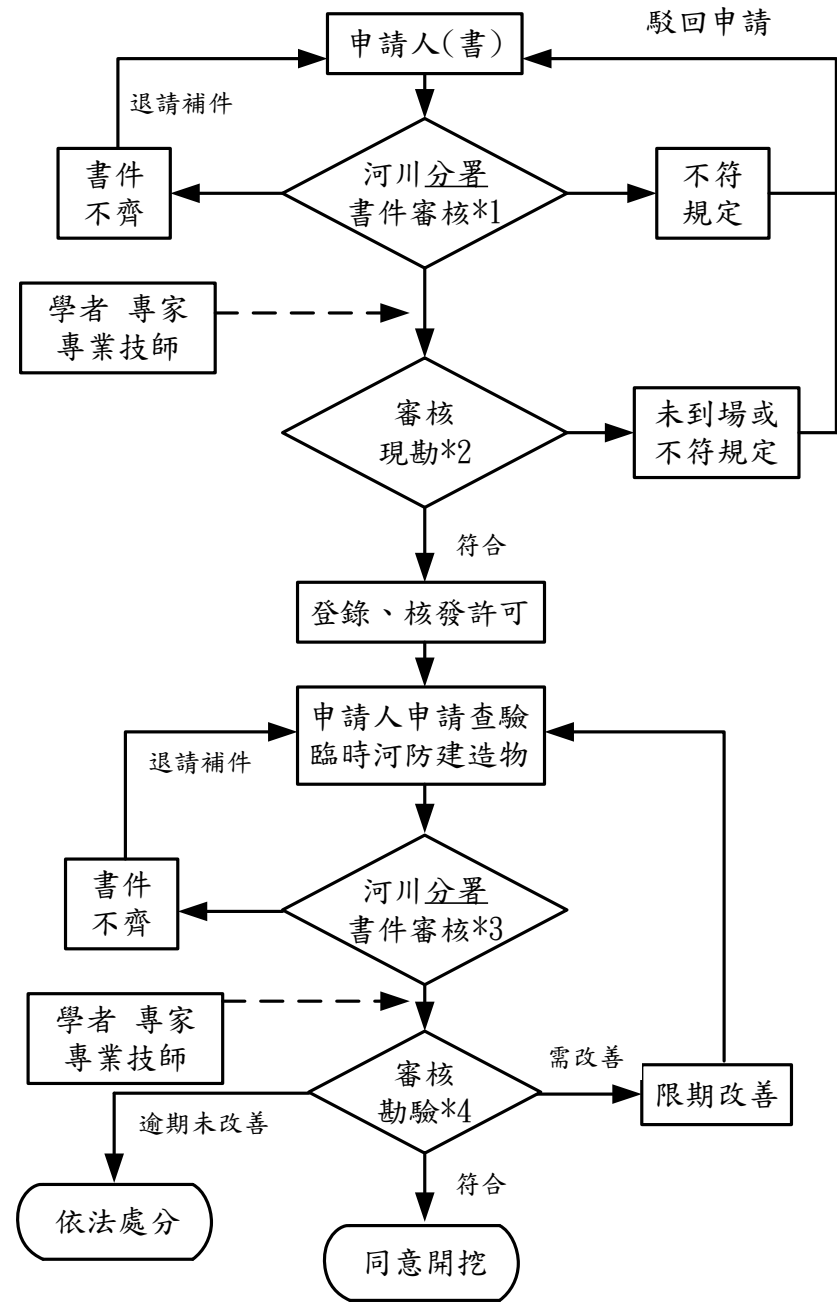 駁回申請
申請人(書)
退請補件
書件
不齊
河川分署
書件審核*1
不符
規定
學者 專家
專業技師
審核
現勘*2
未到場或
不符規定
符合
登錄、核發許可
申請人申請查驗
臨時河防建造物
退請補件
書件
不齊
河川分署
書件審核*3
學者 專家
專業技師
審核
勘驗*4
需改善
限期改善
逾期未改善
符合
依法處分
同意開挖